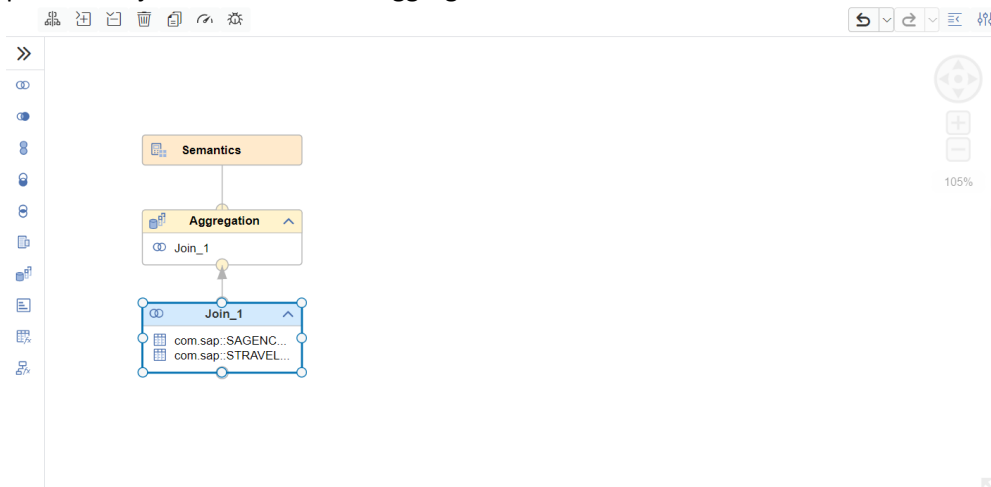 Semantics
105%
Aggregation
Join_1
Join_1
com.sap::SAGENC...
com.sap::STRAVEL...